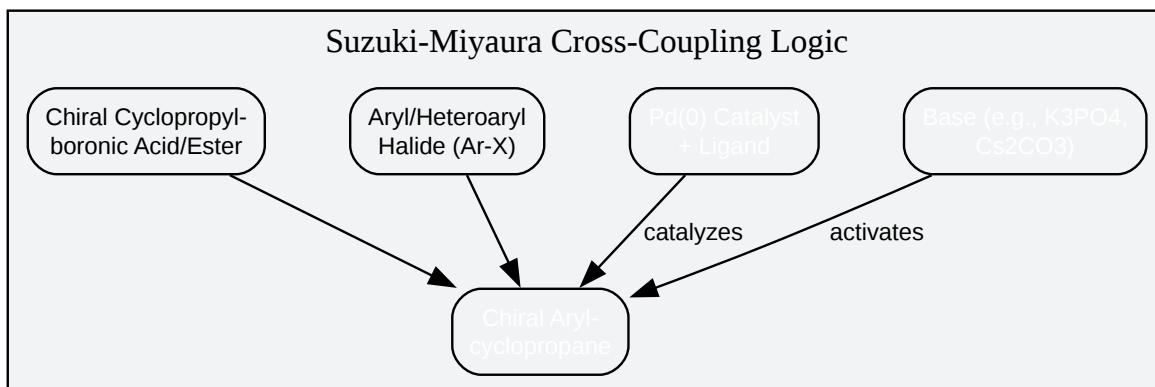 Suzuki-Miyaura Cross-Coupling Logic
Chiral Cyclopropyl-
boronic Acid/Ester
Aryl/Heteroaryl
Halide (Ar-X)
Pd(0) Catalyst
+ Ligand
Base (e.g., K3PO4,
Cs2CO3)
catalyzes
activates
Chiral Aryl-
cyclopropane